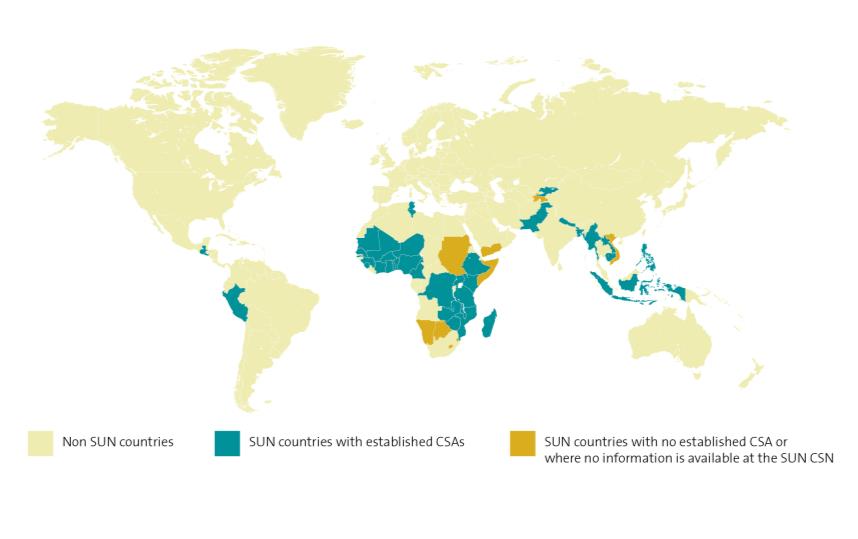 Non SUN countries
SUN countries with established CSAs
SUN countries with no established CSA or
where no information is available at the SUN CSN